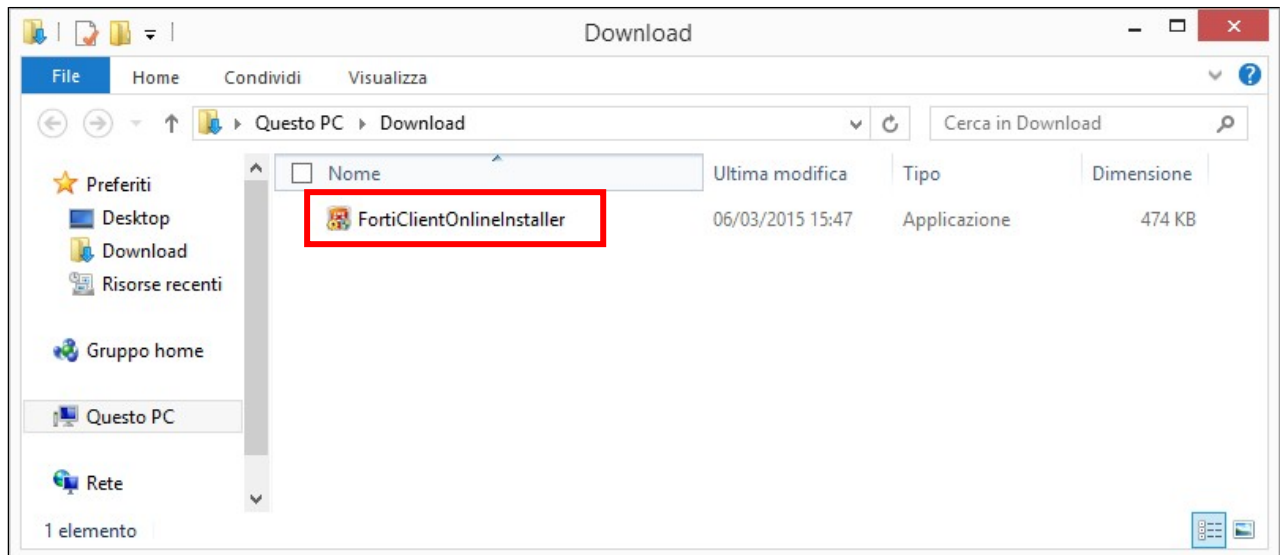 Download
File Home Condividi Visualizza
Questo PC Download Cerca in Download
Preferiti
Desktop
Download
Risorse recenti
Gruppo home
Questo PC
Rete
Nome Ultima modifica Tipo Dimensione
FortiClientOnlineInstaller 06/03/2015 15:47 Applicazione 474 KB
1 elemento